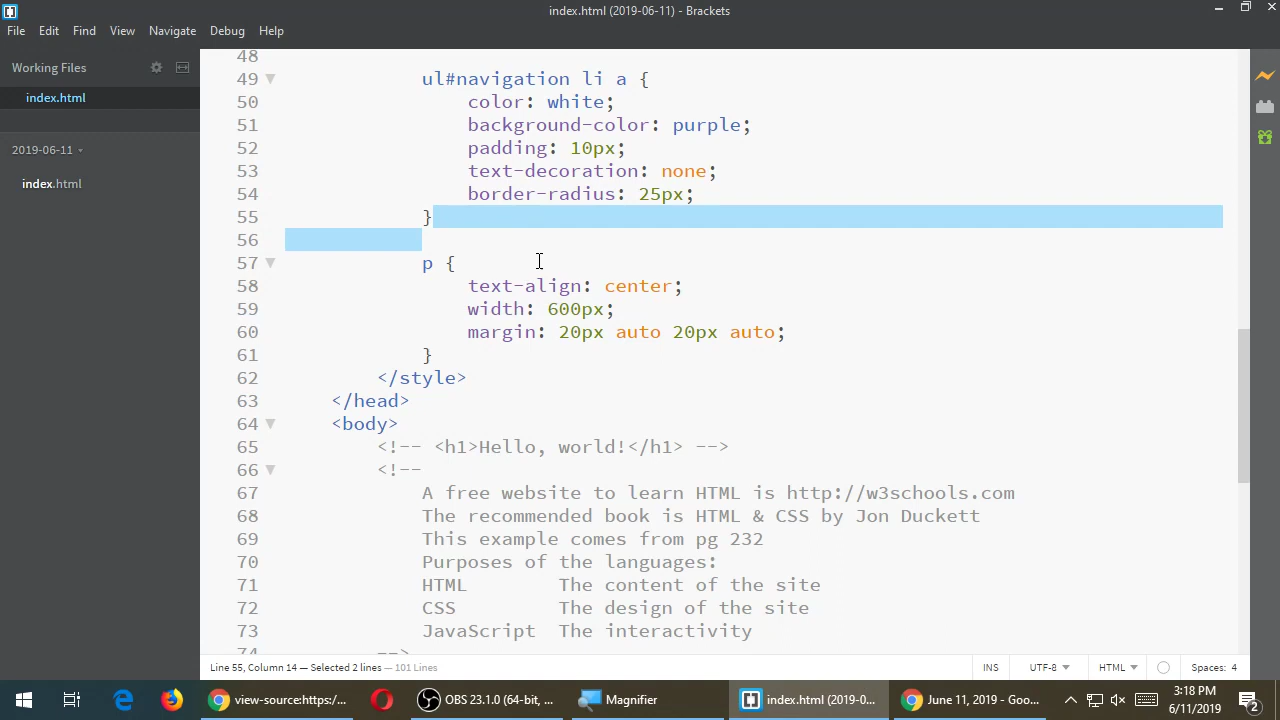 index.html (2019-06-11) - Brackets
File Edit Find View Navigate Debug Help
Working Files
index.html
2019-06-11
index.html
48
49 ul#navigation li a {
50 color: white;
51 background-color: purple;
52 padding: 10px;
53 text-decoration: none;
54 border-radius: 25px;
55 }
56
57 p {
58 text-align: center;
59 width: 600px;
60 margin: 20px auto 20px auto;
61 }
62 </style>
63 </head>
64 <body>
65 <!-- <h1>Hello, world!</h1> -->
66 <!--
67 A free website to learn HTML is http://w3schools.com
68 The recommended book is HTML & CSS by Jon Duckett
69 This example comes from pg 232
70 Purposes of the languages:
71 HTML The content of the site
72 CSS The design of the site
73 JavaScript The interactivity
74 -->
Line 55, Column 14 — Selected 2 lines — 101 Lines INS UTF-8 HTML Spaces: 4
view-source:https:/... OBS 23.1.0 (64-bit, ... Magnifier index.html (2019-0... June 11, 2019 - Goo... 3:18 PM
6/11/2019 2